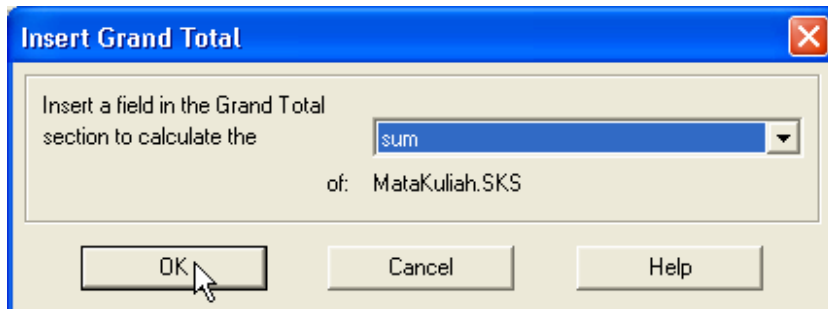 Insert Grand Total
Insert a field in the Grand Total
section to calculate the
sum
of: MataKuliah.SKS
OK
Cancel
Help